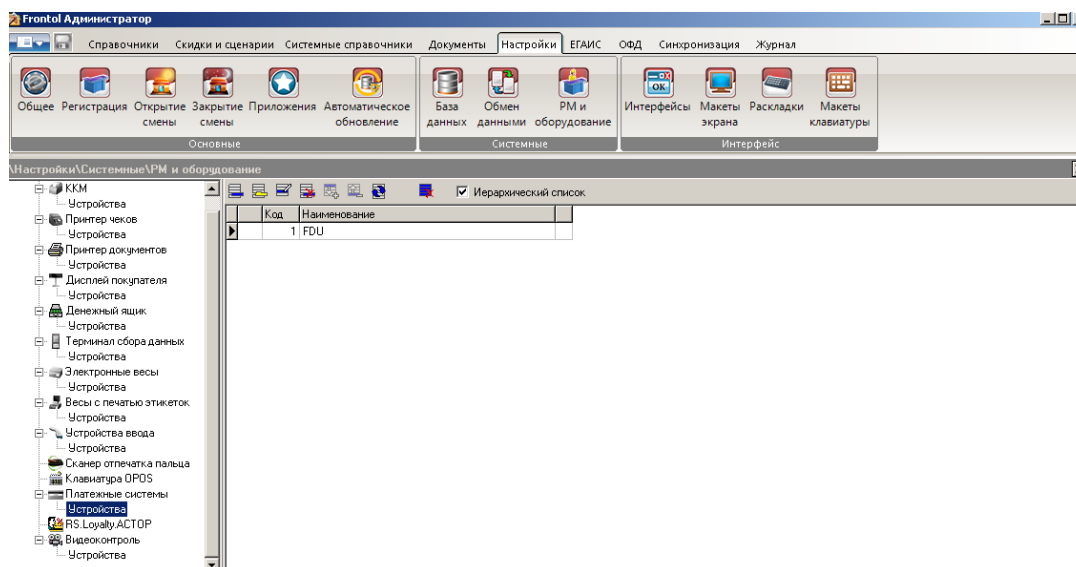 Frontol Администратор
Справочники Скидки и сценарии Системные справочники Документы Настройки ЕГАИС ОФД Синхронизация Журнал
Общее Регистрация Открытие смены Закрытие смены Приложения Автоматическое обновление База данных Обмен данными РМ и оборудование Интерфейсы Макеты экрана Раскладки Макеты клавиатуры
Основные Системные Интерфейс
\Настройки\Системные\РМ и оборудование
ККМ
Устройства
Принтер чеков
Устройства
Принтер документов
Устройства
Дисплей покупателя
Устройства
Денежный ящик
Устройства
Терминал сбора данных
Устройства
Электронные весы
Устройства
Весы с печатью этикеток
Устройства
Устройства ввода
Устройства
Сканер отпечатка пальца
Клавиатура OPOS
Платежные системы
Устройства
RS.Loyalty.ACTOP
Видеоконтроль
Устройства
Иерархический список
Код Наименование
1 FDU